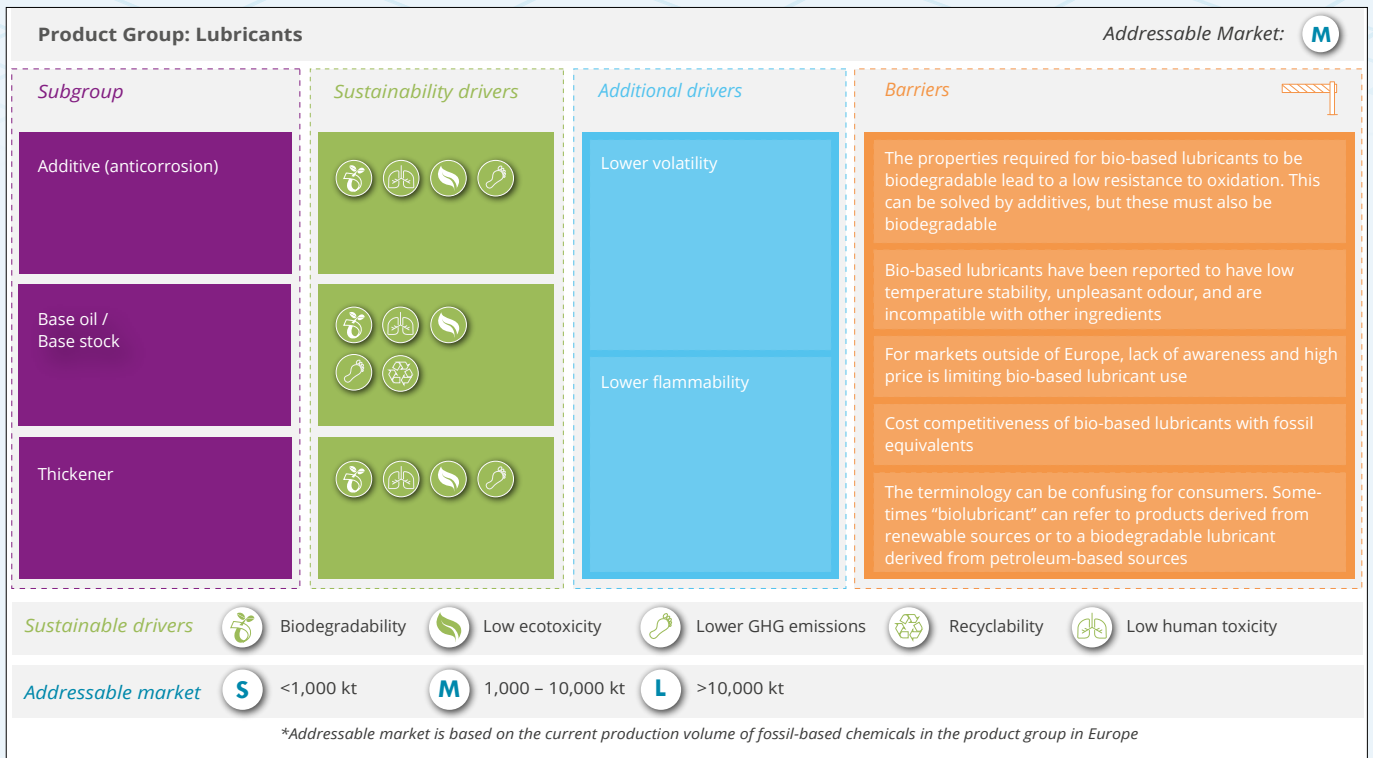 Product Group: Lubricants
Addressable Market:
M
Subgroup
Sustainability drivers
Additional drivers
Barriers
Additive (anticorrosion)
Base oil /
Base stock
Thickener
Lower volatility
Lower flammability
The properties required for bio-based lubricants to be
biodegradable lead to a low resistance to oxidation. This
can be solved by additives, but these must also be
biodegradable
Bio-based lubricants have been reported to have low
temperature stability, unpleasant odour, and are
incompatible with other ingredients
For markets outside of Europe, lack of awareness and high
price is limiting bio-based lubricant use
Cost competitiveness of bio-based lubricants with fossil
equivalents
The terminology can be confusing for consumers. Some-
times “biolubricant” can refer to products derived from
renewable sources or to a biodegradable lubricant
derived from petroleum-based sources
Sustainable drivers
Biodegradability
Low ecotoxicity
Lower GHG emissions
Recyclability
Low human toxicity
Addressable market
S
<1,000 kt
M
1,000 – 10,000 kt
L
>10,000 kt
*Addressable market is based on the current production volume of fossil-based chemicals in the product group in Europe